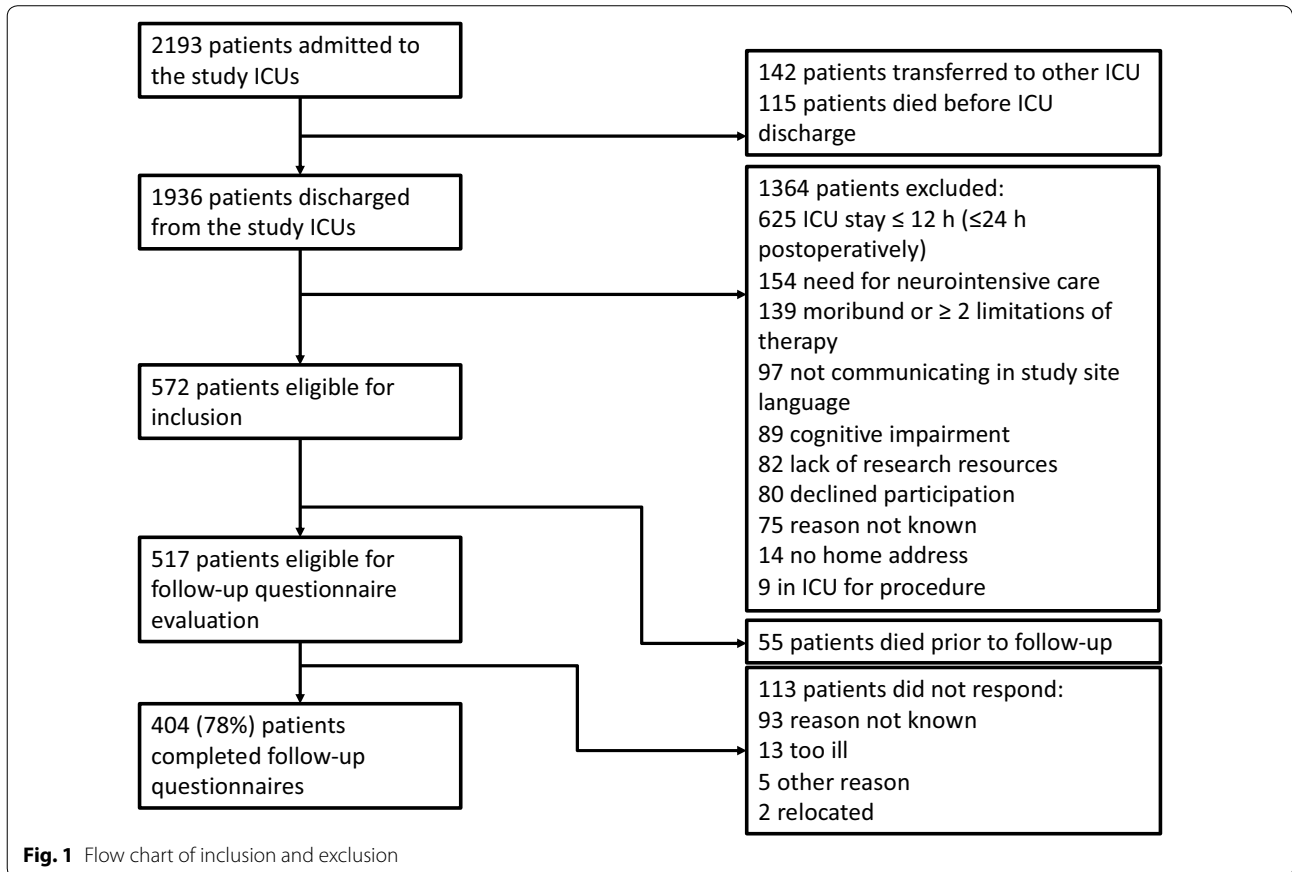 2193 patients admitted to
the study ICUs
142 patients transferred to other ICU
115 patients died before ICU
discharge
1936 patients discharged
from the study ICUs
1364 patients excluded:
625 ICU stay ≤ 12 h (≤24 h
postoperatively)
154 need for neurointensive care
139 moribund or ≥ 2 limitations of
therapy
97 not communicating in study site
language
89 cognitive impairment
82 lack of research resources
80 declined participation
75 reason not known
14 no home address
9 in ICU for procedure
572 patients eligible for
inclusion
517 patients eligible for
follow-up questionnaire
evaluation
55 patients died prior to follow-up
113 patients did not respond:
93 reason not known
13 too ill
5 other reason
2 relocated
404 (78%) patients
completed follow-up
questionnaires
Fig. 1 Flow chart of inclusion and exclusion